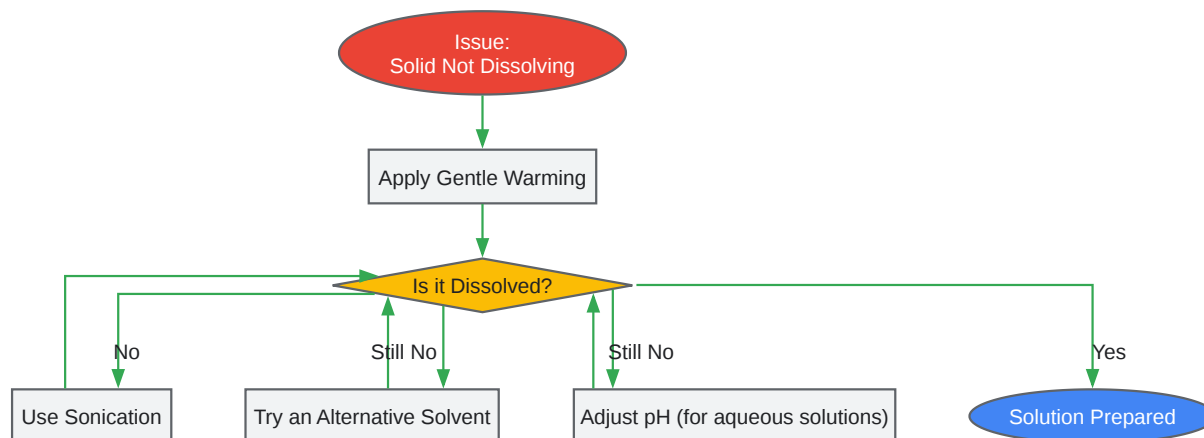 Issue:
Solid Not Dissolving
Apply Gentle Warming
Is it Dissolved?
No
Still No
Still No
Yes
Use Sonication
Try an Alternative Solvent
Adjust pH (for aqueous solutions)
Solution Prepared